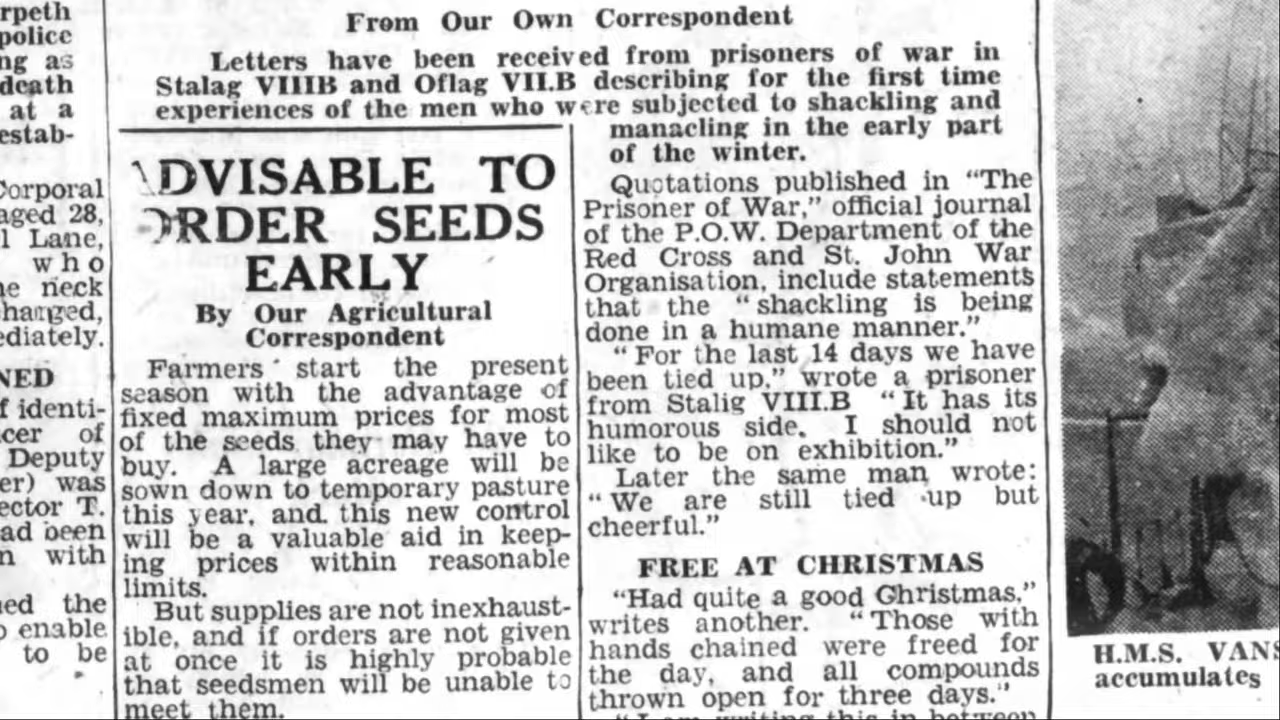 rpeth
police
ng as
death
at a
estab-
Corporal
aged 28,
l Lane,
who
ne neck
charged,
ediately.
NED
f identi-
cer of
Deputy
er) was
ector T.
ad been
n with
ned the
o enable
to be
From Our Own Correspondent
Letters have been received from prisoners of war in
Stalag VIIIB and Oflag VII.B describing for the first time
experiences of the men who were subjected to shackling and
manacling in the early part
of the winter.
Quotations published in "The
Prisoner of War," official journal
of the P.O.W. Department of the
Red Cross and St. John War
Organisation, include statements
that the "shackling is being
done in a humane manner."
"For the last 14 days we have
been tied up," wrote a prisoner
from Stalig VIII.B "It has its
humorous side. I should not
like to be on exhibition."
Later the same man wrote:
"We are still tied up but
cheerful."
FREE AT CHRISTMAS
"Had quite a good Christmas,"
writes another. "Those with
hands chained were freed for
the day, and all compounds
thrown open for three days."
"I am writing this in between
ADVISABLE TO
ORDER SEEDS
EARLY
By Our Agricultural
Correspondent
Farmers start the present
season with the advantage of
fixed maximum prices for most
of the seeds they may have to
buy. A large acreage will be
sown down to temporary pasture
this year, and this new control
will be a valuable aid in keep-
ing prices within reasonable
limits.
But supplies are not inexhaust-
ible, and if orders are not given
at once it is highly probable
that seedsmen will be unable to
meet them.
H.M.S. VANS
accumulates